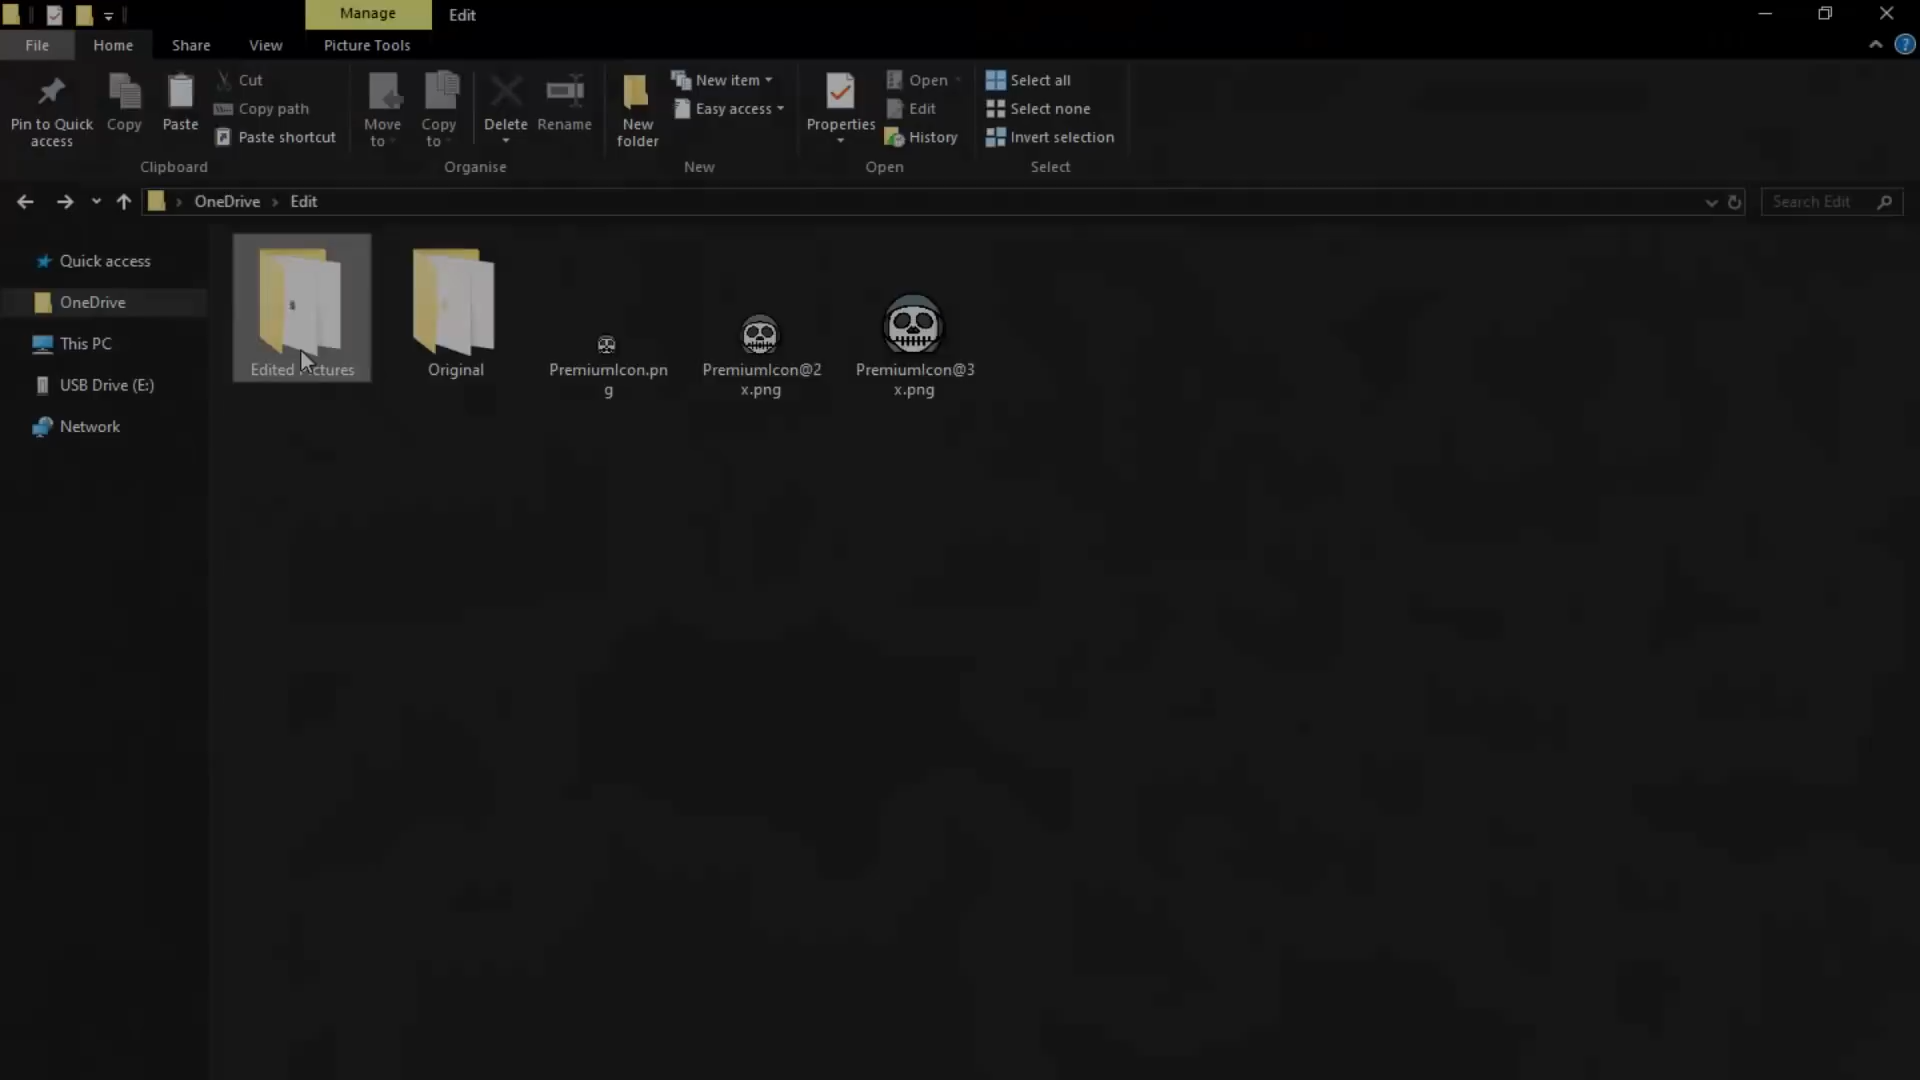 Manage
Edit
File
Home
Share
View
Picture Tools
Pin to Quick
access
Copy
Paste
Cut
Copy path
Paste shortcut
Clipboard
Move
to
Copy
to
Delete
Rename
Organise
New
folder
New item
Easy access
New
Properties
Open
Edit
History
Open
Select all
Select none
Invert selection
Select
OneDrive
Edit
Search Edit
Quick access
OneDrive
This PC
USB Drive (E:)
Network
Edited Pictures
Original
PremiumIcon.pn
g
PremiumIcon@2
x.png
PremiumIcon@3
x.png